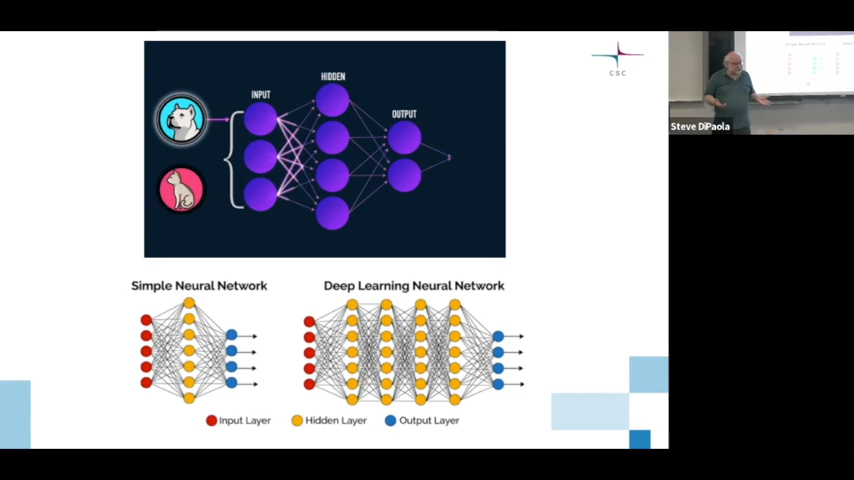 INPUT
HIDDEN
OUTPUT
CSC
Steve DiPaola
Simple Neural Network
Deep Learning Neural Network
Input Layer
Hidden Layer
Output Layer